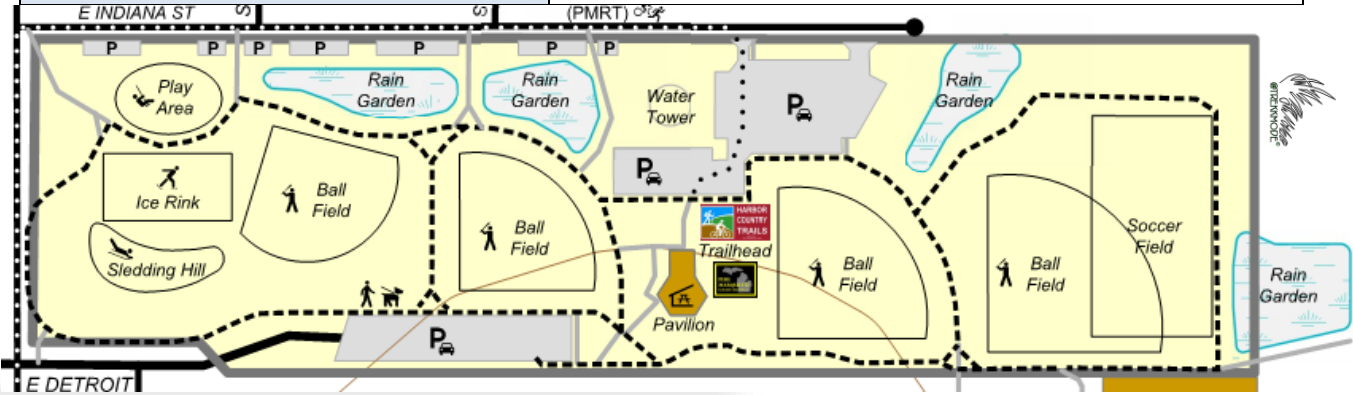 E INDIANA ST
S
S
(PMRT)
P
P
P
P
P
P
P
Play
Area
Rain
Garden
Rain
Garden
Water
Tower
P
Rain
Garden
@TREKNNODE
P
Ice Rink
Ball
Field
Ball
Field
HARBOR
COUNTRY
TRAILS
Trailhead
Soccer
Field
Sledding Hill
Ball
Field
Ball
Field
Rain
Garden
Pavilion
P
E DETROIT